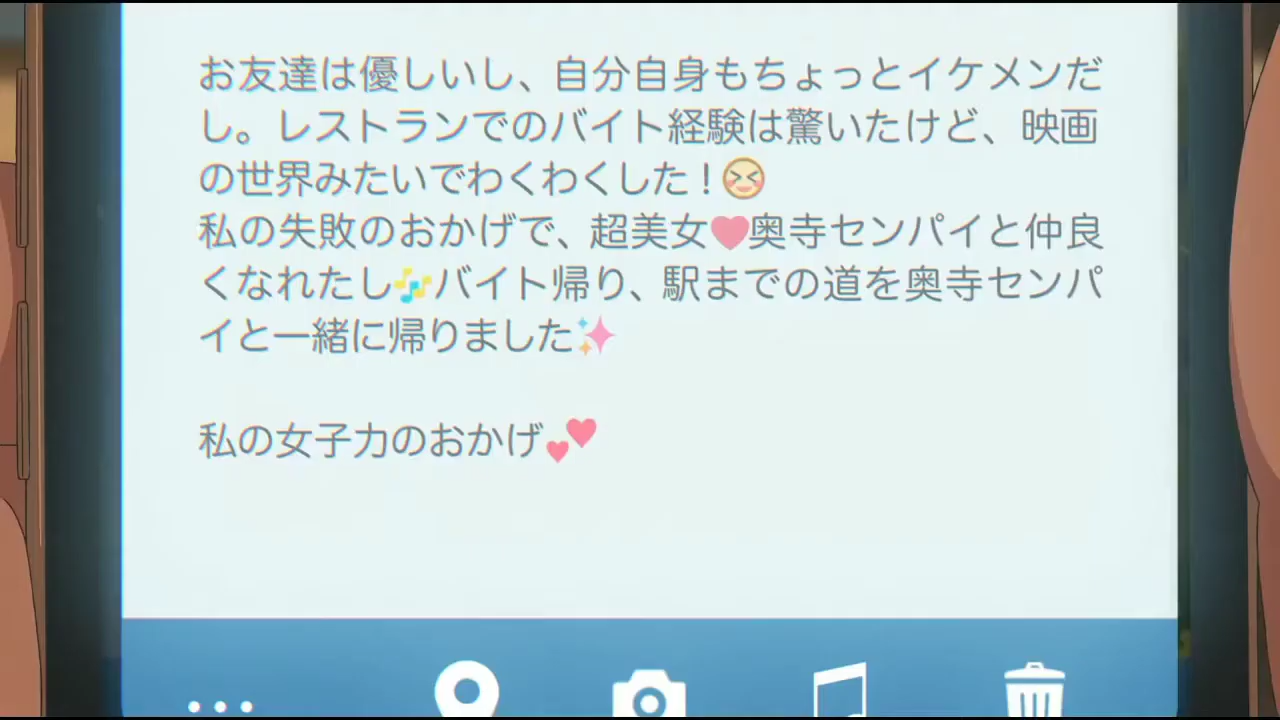 お友達は優しいし、自分自身もちょっとイケメンだ
し。レストランでのバイト経験は驚いたけど、映画
の世界みたいでわくわくした！😆
私の失敗のおかげで、超美女❤奥寺センパイと仲良
くなれたし🎶バイト帰り、駅までの道を奥寺センパ
イと一緒に帰りました✨
私の女子力のおかげ💕